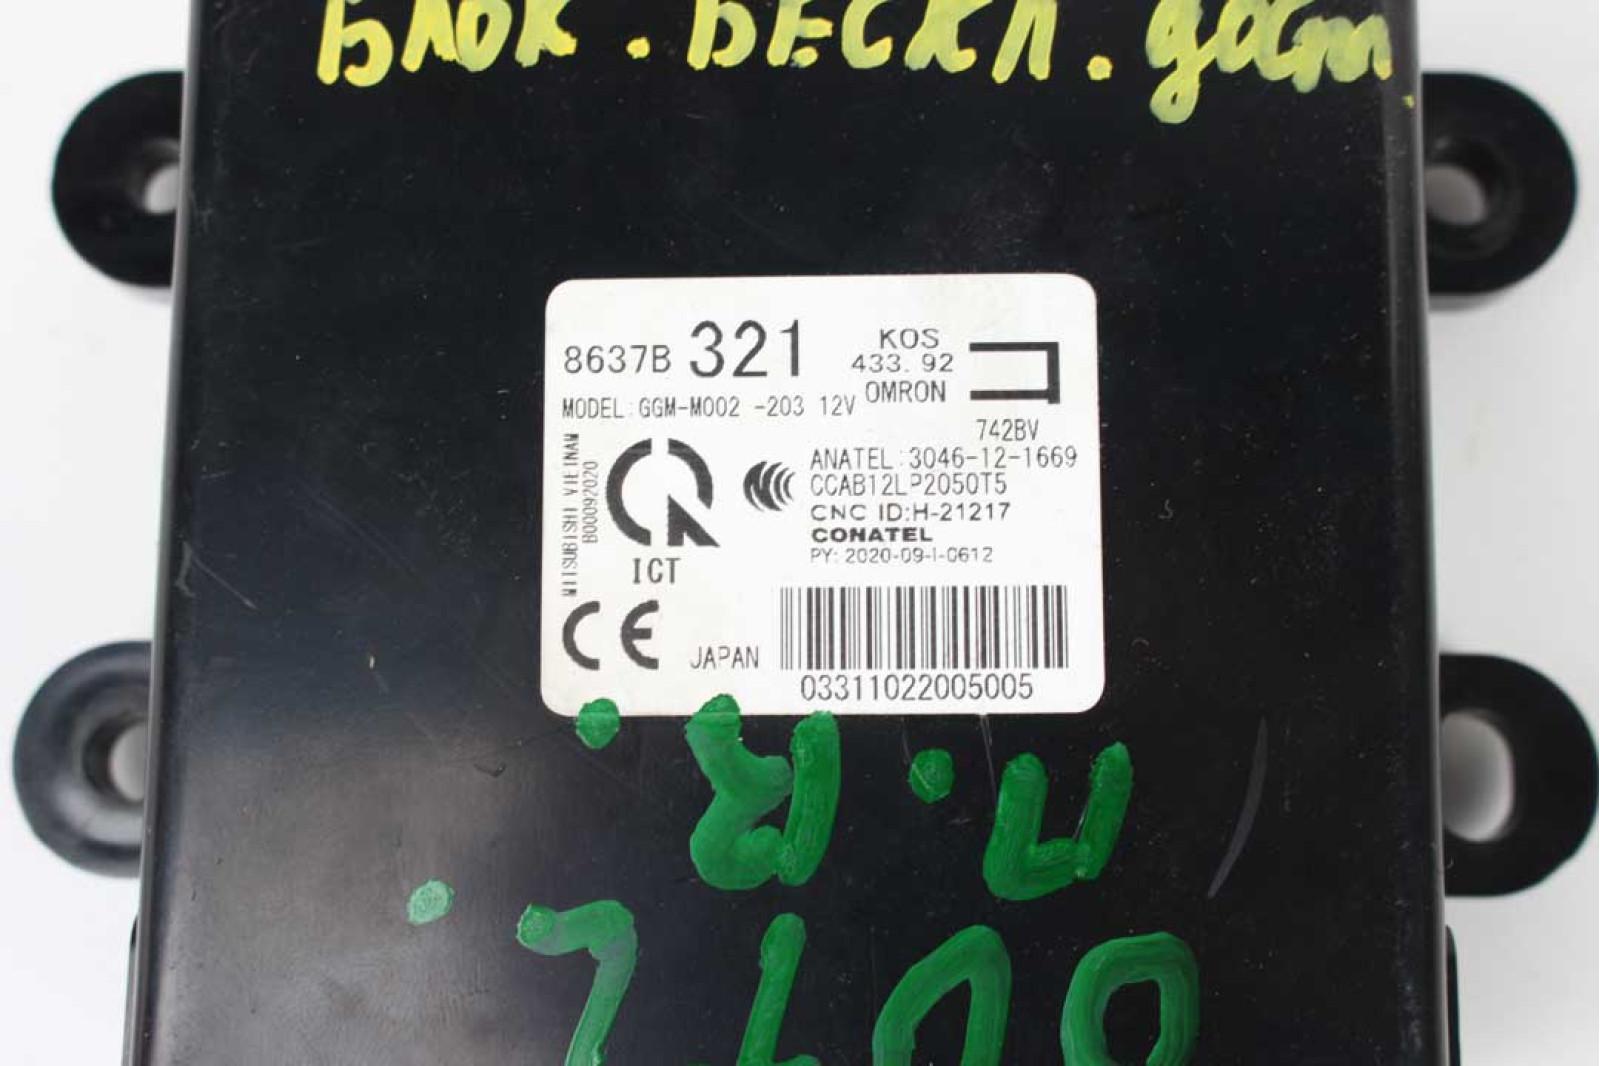 БЛОК. БЕСКЛ. дост.
8637B 321
KOS
433.92
OMRON
MODEL:GGM-M002 -203 12V
742BV
MITSUBISHI VIETNAM
B00092020
ICT
ANATEL:3046-12-1669
CCAB12LP2050T5
CNC ID:H-21217
CONATEL
PY: 2020-09-I-0612
CE
JAPAN
03311022005005